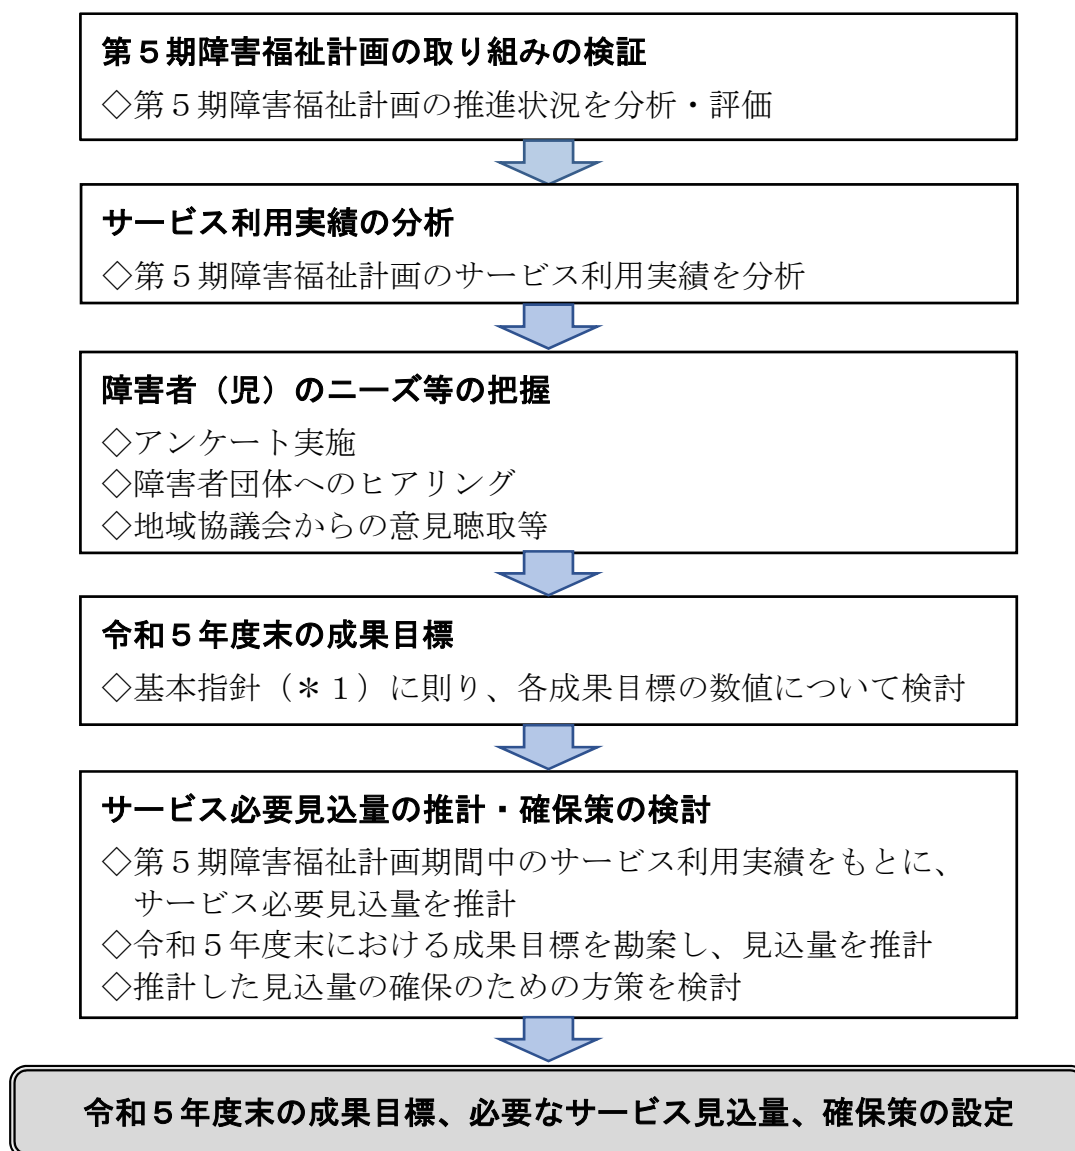 第５期障害福祉計画の取り組みの検証
◇第５期障害福祉計画の推進状況を分析・評価
サービス利用実績の分析
◇第５期障害福祉計画のサービス利用実績を分析
障害者（児）のニーズ等の把握
◇アンケート実施
◇障害者団体へのヒアリング
◇地域協議会からの意見聴取等
令和５年度末の成果目標
◇基本指針（＊１）に則り、各成果目標の数値について検討
サービス必要見込量の推計・確保策の検討
◇第５期障害福祉計画期間中のサービス利用実績をもとに、
サービス必要見込量を推計
◇令和５年度末における成果目標を勘案し、見込量を推計
◇推計した見込量の確保のための方策を検討
令和５年度末の成果目標、必要なサービス見込量、確保策の設定